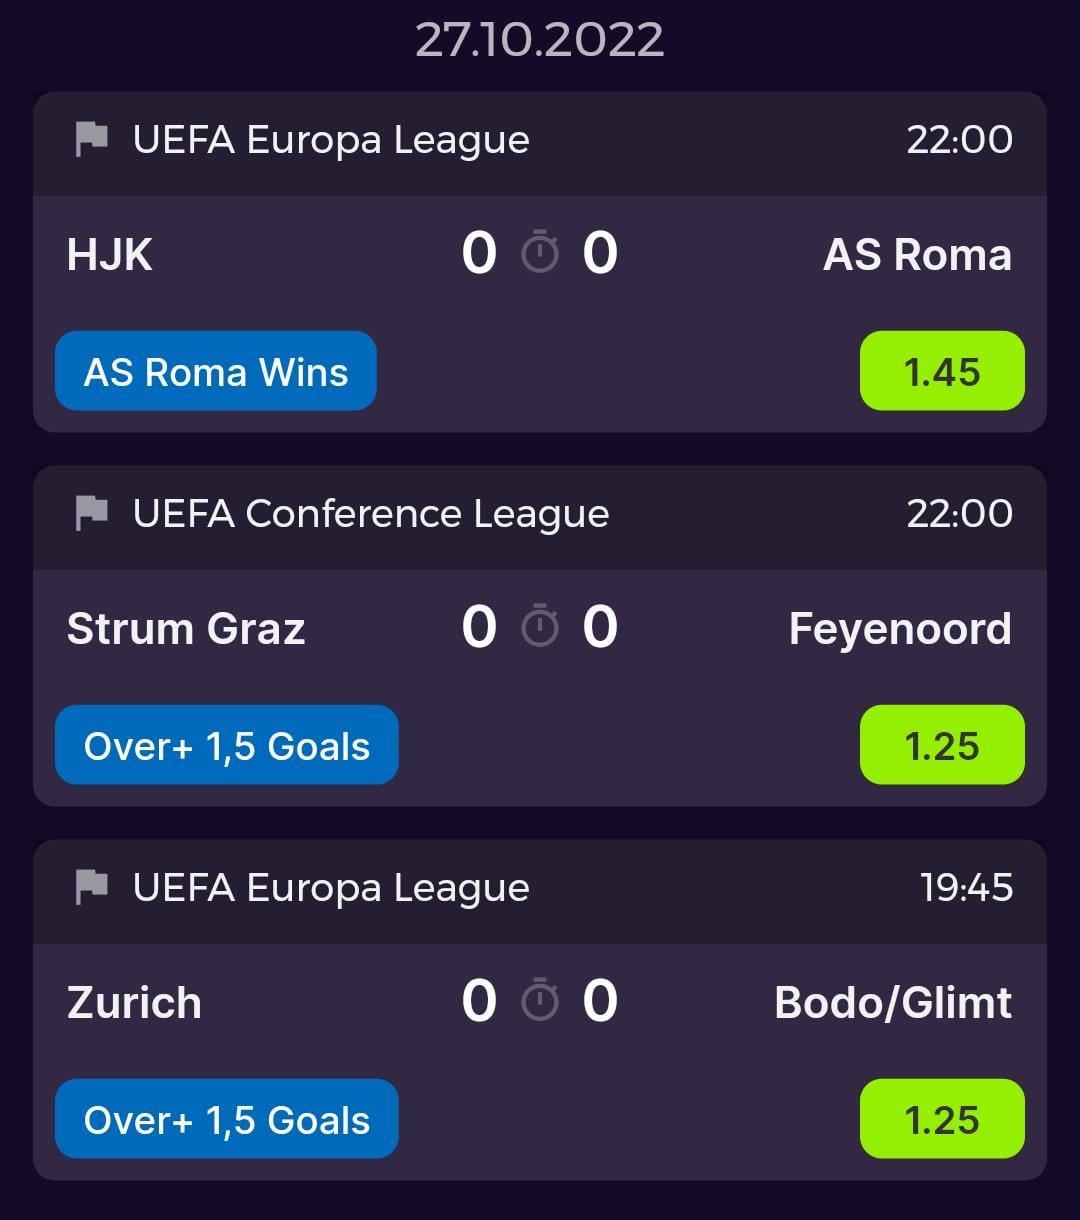 27.10.2022
UEFA Europa League 22:00
HJK 0 0 AS Roma
AS Roma Wins 1.45
UEFA Conference League 22:00
Strum Graz 0 0 Feyenoord
Over+ 1,5 Goals 1.25
UEFA Europa League 19:45
Zurich 0 0 Bodo/Glimt
Over+ 1,5 Goals 1.25